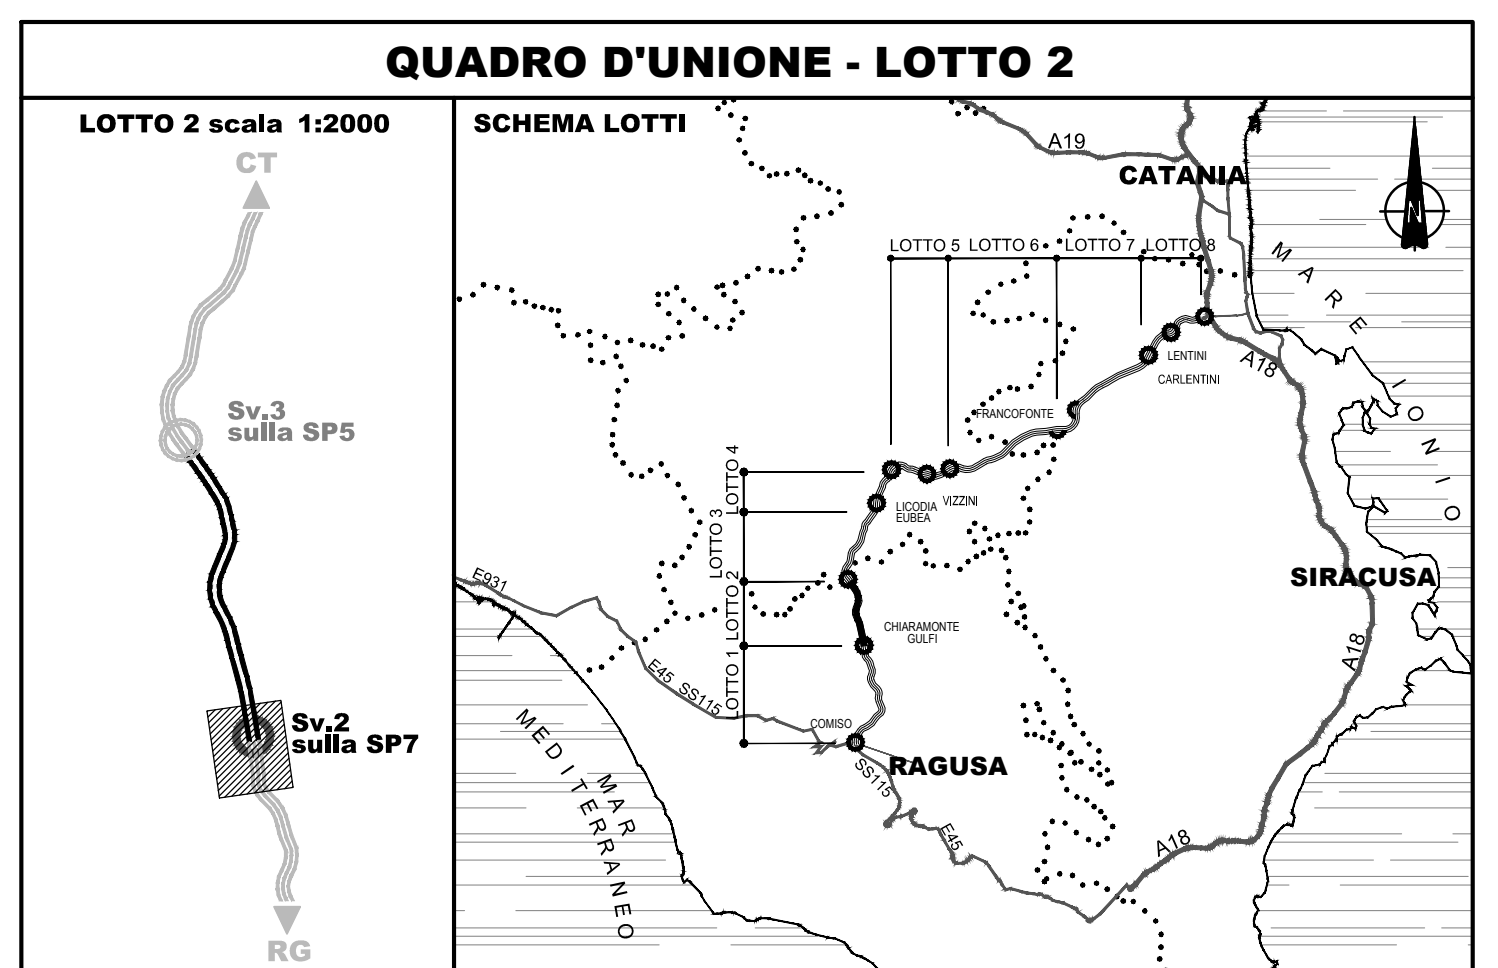 QUADRO D'UNIONE - LOTTO 2
LOTTO 2 scala 1:2000
CT
Sv.3
sulla SP5
Sv.2
sulla SP7
RG
SCHEMA LOTTI
A19
CATANIA
N
LOTTO 5
LOTTO 6
LOTTO 7
LOTTO 8
MARE
IONIO
LENTINI
CARLENTINI
A18
FRANCOFONTE
LOTTO 4
LOTTO 3
LOTTO 2
LOTTO 1
VIZZINI
LICODIA
EUBEA
E931
SIRACUSA
CHIARAMONTE
GULFI
A18
E45 SS115
COMISO
RAGUSA
SS115
E45
A18
MAR
MEDITERRANEO